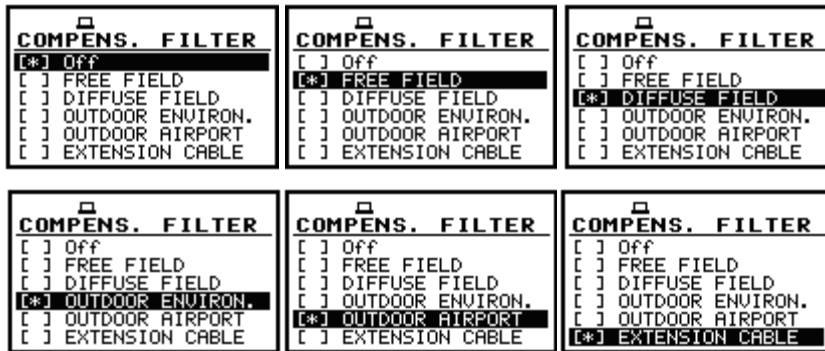 COMPENS. FILTER
[*] Off
[ ] FREE FIELD
[ ] DIFFUSE FIELD
[ ] OUTDOOR ENVIRON.
[ ] OUTDOOR AIRPORT
[ ] EXTENSION CABLE
COMPENS. FILTER
[ ] Off
[*] FREE FIELD
[ ] DIFFUSE FIELD
[ ] OUTDOOR ENVIRON.
[ ] OUTDOOR AIRPORT
[ ] EXTENSION CABLE
COMPENS. FILTER
[ ] Off
[ ] FREE FIELD
[*] DIFFUSE FIELD
[ ] OUTDOOR ENVIRON.
[ ] OUTDOOR AIRPORT
[ ] EXTENSION CABLE
COMPENS. FILTER
[ ] Off
[ ] FREE FIELD
[ ] DIFFUSE FIELD
[*] OUTDOOR ENVIRON.
[ ] OUTDOOR AIRPORT
[ ] EXTENSION CABLE
COMPENS. FILTER
[ ] Off
[ ] FREE FIELD
[ ] DIFFUSE FIELD
[ ] OUTDOOR ENVIRON.
[*] OUTDOOR AIRPORT
[ ] EXTENSION CABLE
COMPENS. FILTER
[ ] Off
[ ] FREE FIELD
[ ] DIFFUSE FIELD
[ ] OUTDOOR ENVIRON.
[ ] OUTDOOR AIRPORT
[*] EXTENSION CABLE